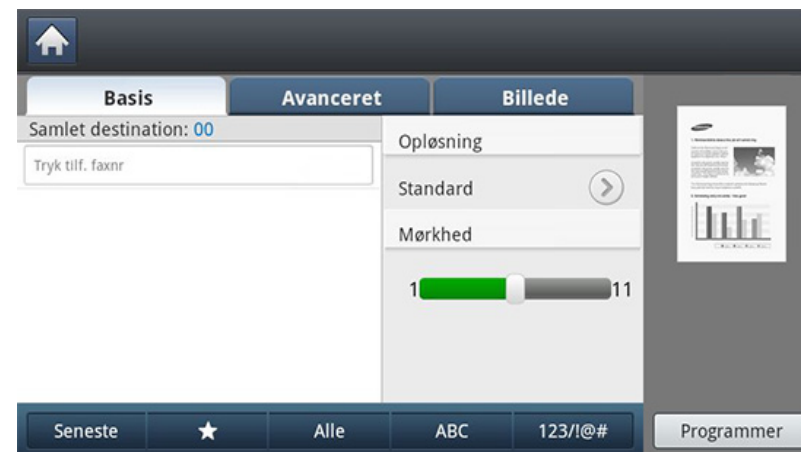 Basis
Avanceret
Billede
Samlet destination: 00
Tryk tilf. faxnr
Opløsning
Standard
Mørkhed
1
11
Seneste
★
Alle
ABC
123/!@#
Programmer